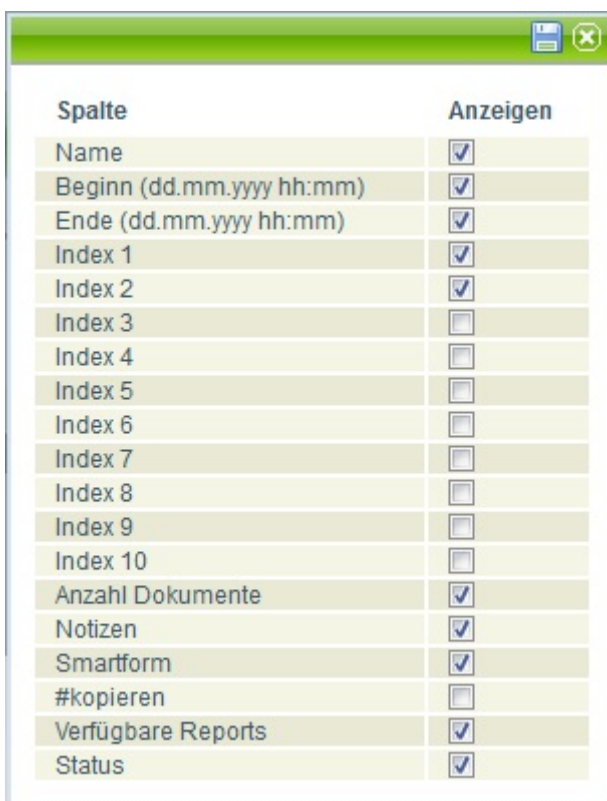 Spalte Anzeigen
Name
Beginn (dd.mm.yyyy hh:mm)
Ende (dd.mm.yyyy hh:mm)
Index 1
Index 2
Index 3
Index 4
Index 5
Index 6
Index 7
Index 8
Index 9
Index 10
Anzahl Dokumente
Notizen
Smartform
#kopieren
Verfügbare Reports
Status